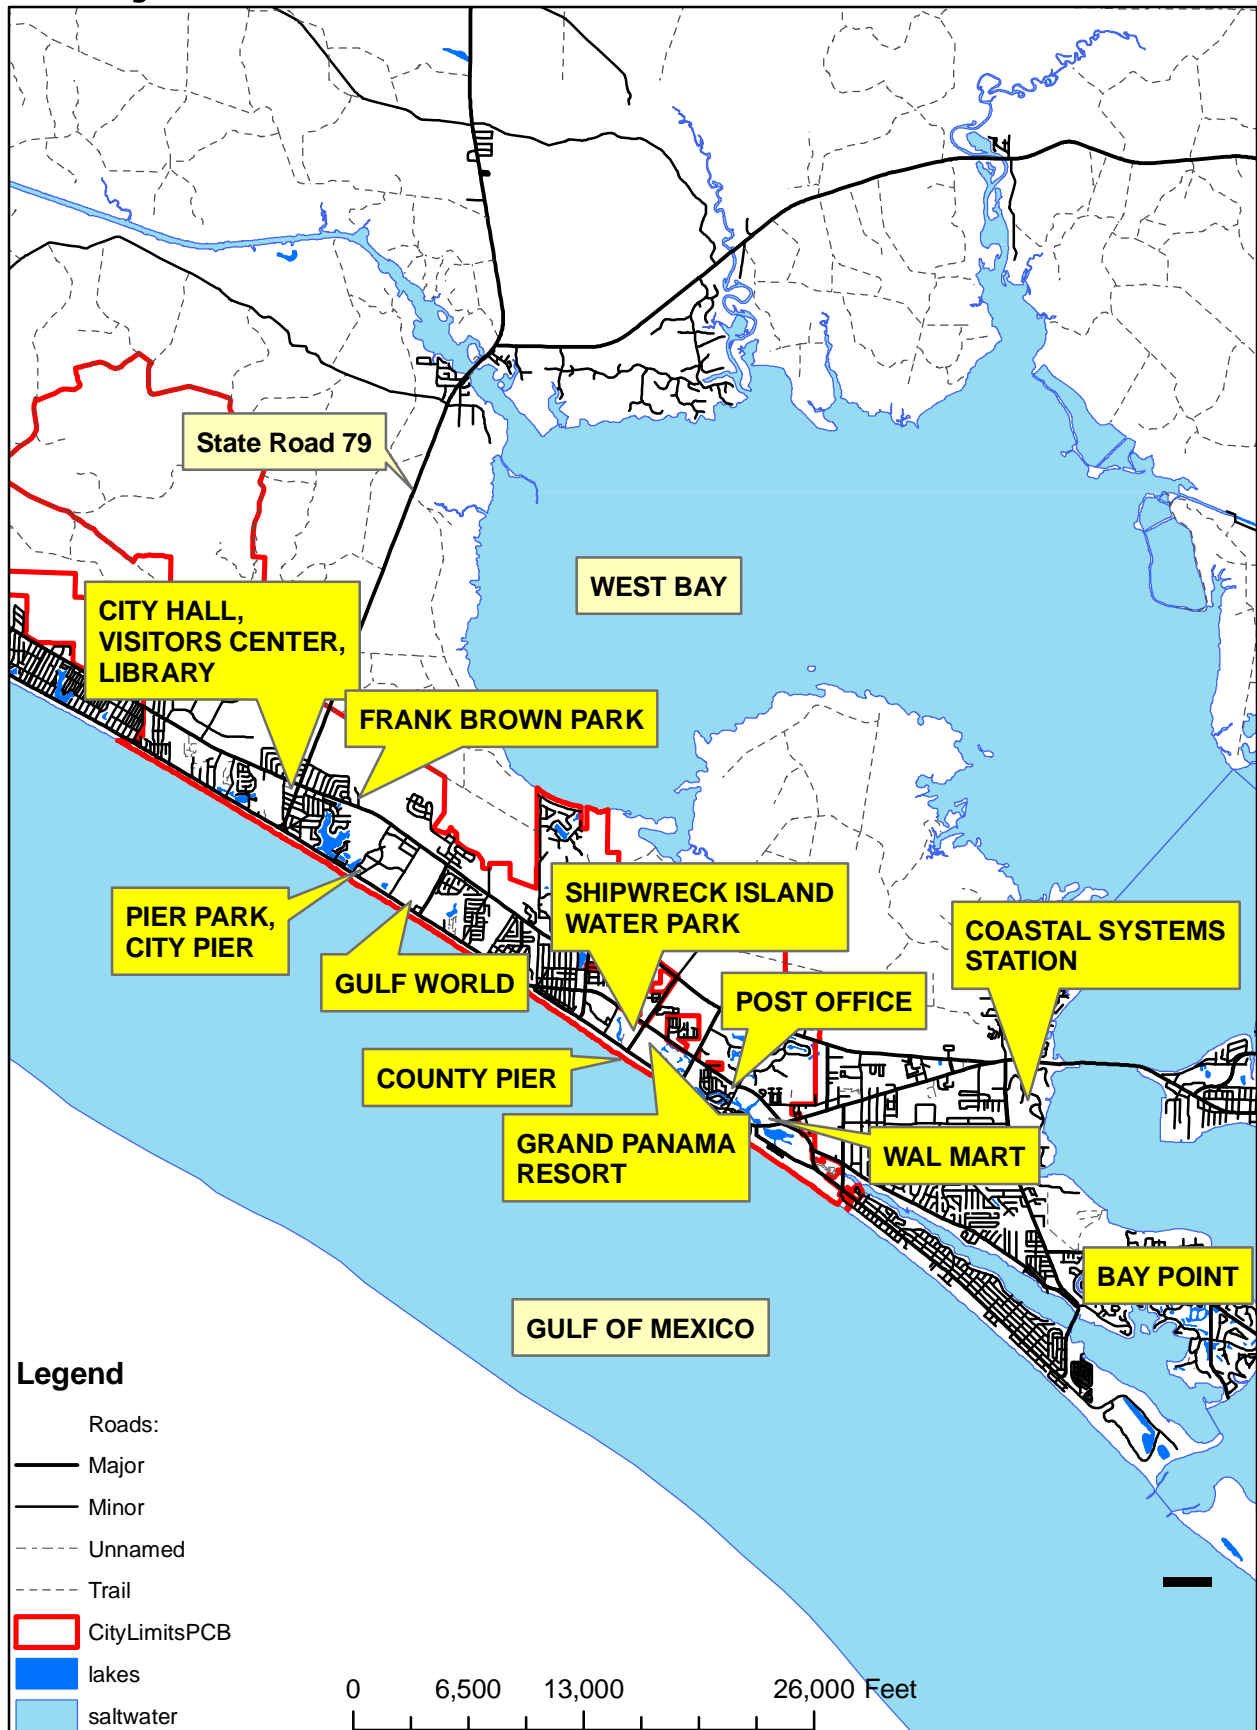 State Road 79
WEST BAY
CITY HALL,
VISITORS CENTER,
LIBRARY
FRANK BROWN PARK
PIER PARK,
CITY PIER
GULF WORLD
SHIPWRECK ISLAND
WATER PARK
COASTAL SYSTEMS
STATION
POST OFFICE
COUNTY PIER
GRAND PANAMA
RESORT
WAL MART
BAY POINT
GULF OF MEXICO
Legend
Roads:
Major
Minor
Unnamed
Trail
CityLimitsPCB
lakes
saltwater
0 6,500 13,000 26,000 Feet